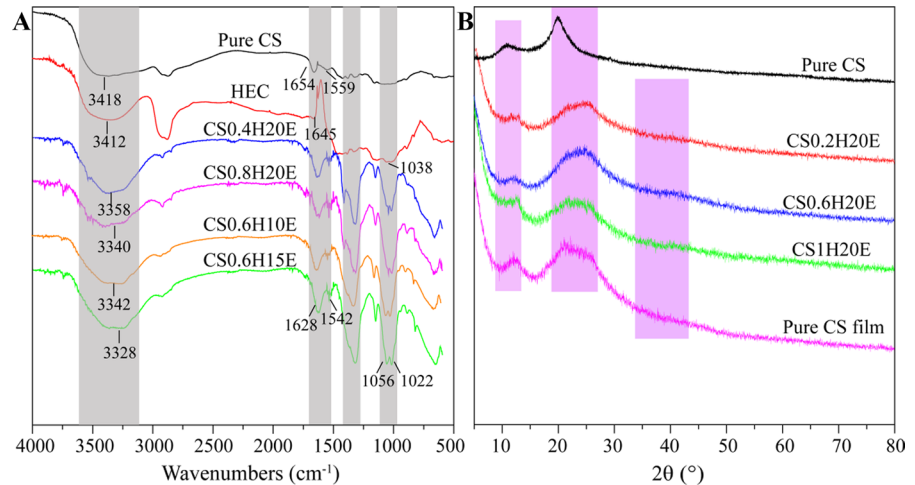 A
Pure CS
3418
1654
1559
HEC
3412
1645
CS0.4H20E
1038
3358
CS0.8H20E
3340
CS0.6H10E
3342
CS0.6H15E
1628
1542
3328
1056
1022
4000 3500 3000 2500 2000 1500 1000 500
Wavenumbers (cm-1)
B
Pure CS
CS0.2H20E
CS0.6H20E
CS1H20E
Pure CS film
10 20 30 40 50 60 70 80
2θ (°)